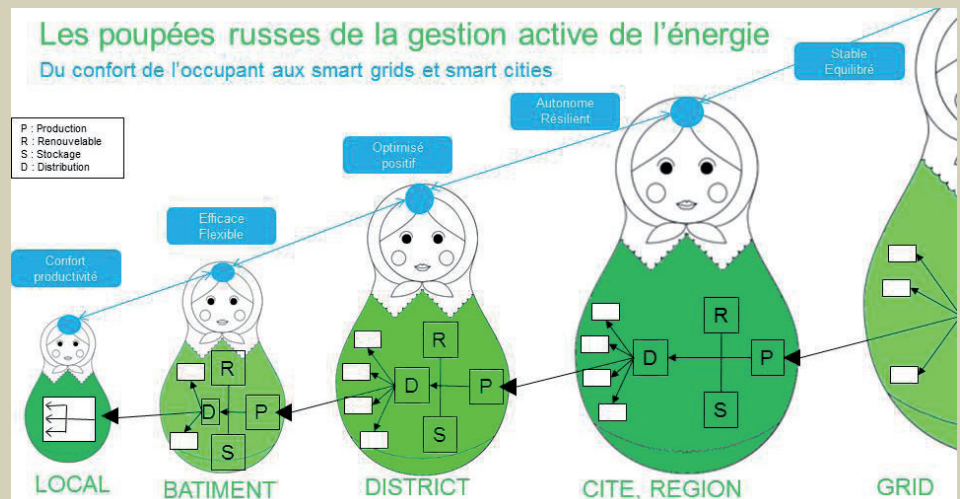 Les poupées russes de la gestion active de l'énergie
Du confort de l'occupant aux smart grids et smart cities
P : Production
R : Renouvelable
S : Stockage
D : Distribution
Confort
productivité
Efficace
Flexible
Optimisé
positif
Autonome
Résilient
Stable
Equilibré
R
D
P
S
R
D
P
S
R
D
P
S
LOCAL
BATIMENT
DISTRICT
CITE, REGION
GRID